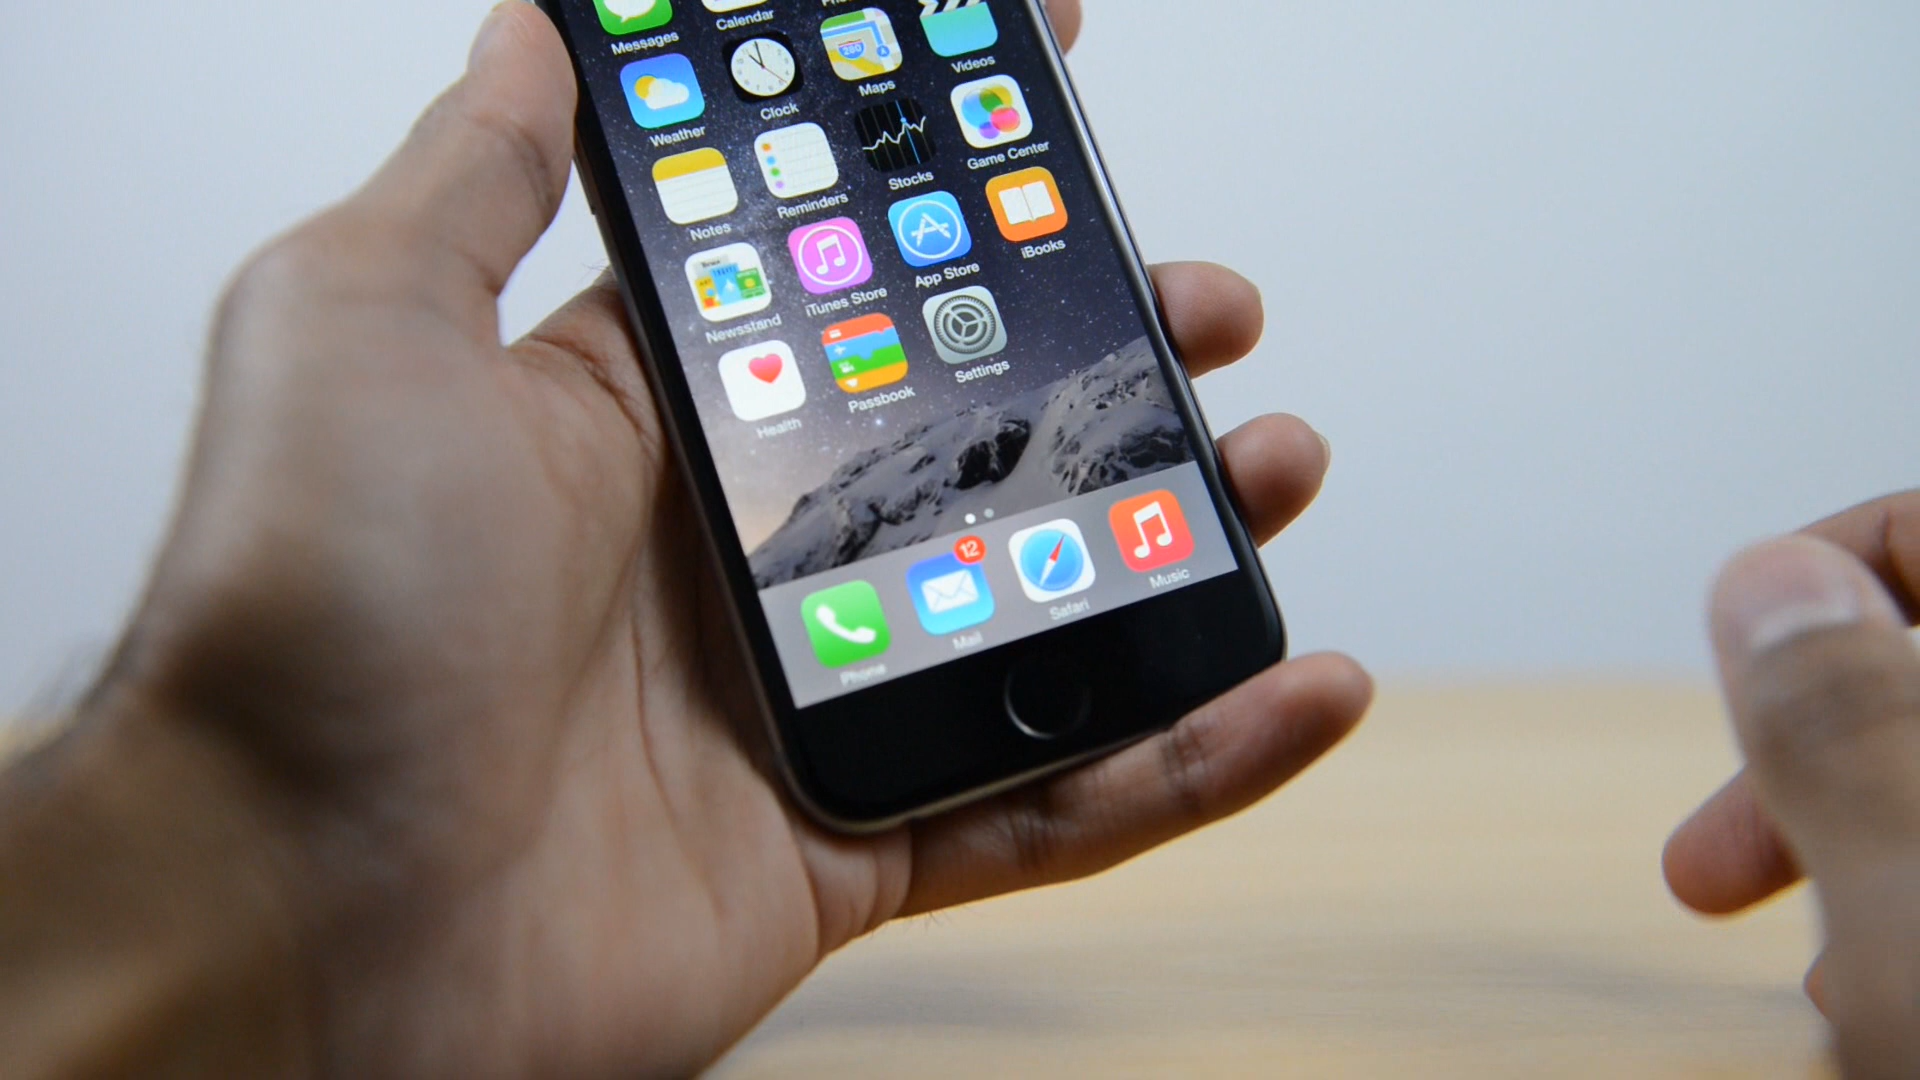 Messages
Calendar
Weather
Clock
280
Maps
Videos
Notes
Reminders
Stocks
Game Center
Newsstand
iTunes Store
App Store
iBooks
Health
Passbook
Settings
12
Phone
Mail
Safari
Music